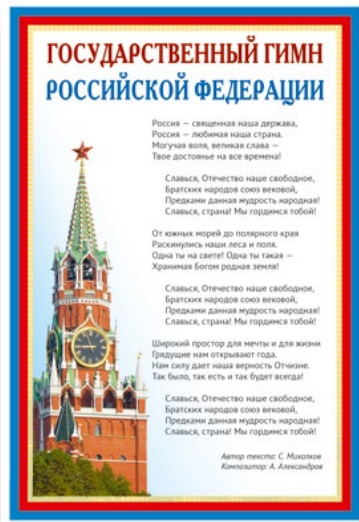 ГОСУДАРСТВЕННЫЙ ГИМН
РОССИЙСКОЙ ФЕДЕРАЦИИ
Россия — священная наша держава,
Россия — любимая наша страна.
Могучая воля, великая слава —
Твое достоянье на все времена!
Славься, Отечество наше свободное,
Братских народов союз вековой,
Предками данная мудрость народная!
Славься, страна! Мы гордимся тобой!
От южных морей до полярного края
Раскинулись наши леса и поля.
Одна ты на свете! Одна ты такая —
Хранимая Богом родная земля!
Славься, Отечество наше свободное,
Братских народов союз вековой,
Предками данная мудрость народная!
Славься, страна! Мы гордимся тобой!
Широкий простор для мечты и для жизни
Грядущие нам открывают года.
Нам силу дает наша верность Отчизне.
Так было, так есть и так будет всегда!
Славься, Отечество наше свободное,
Братских народов союз вековой,
Предками данная мудрость народная!
Славься, страна! Мы гордимся тобой!
Автор текста: С. Михалков
Композитор: А. Александров